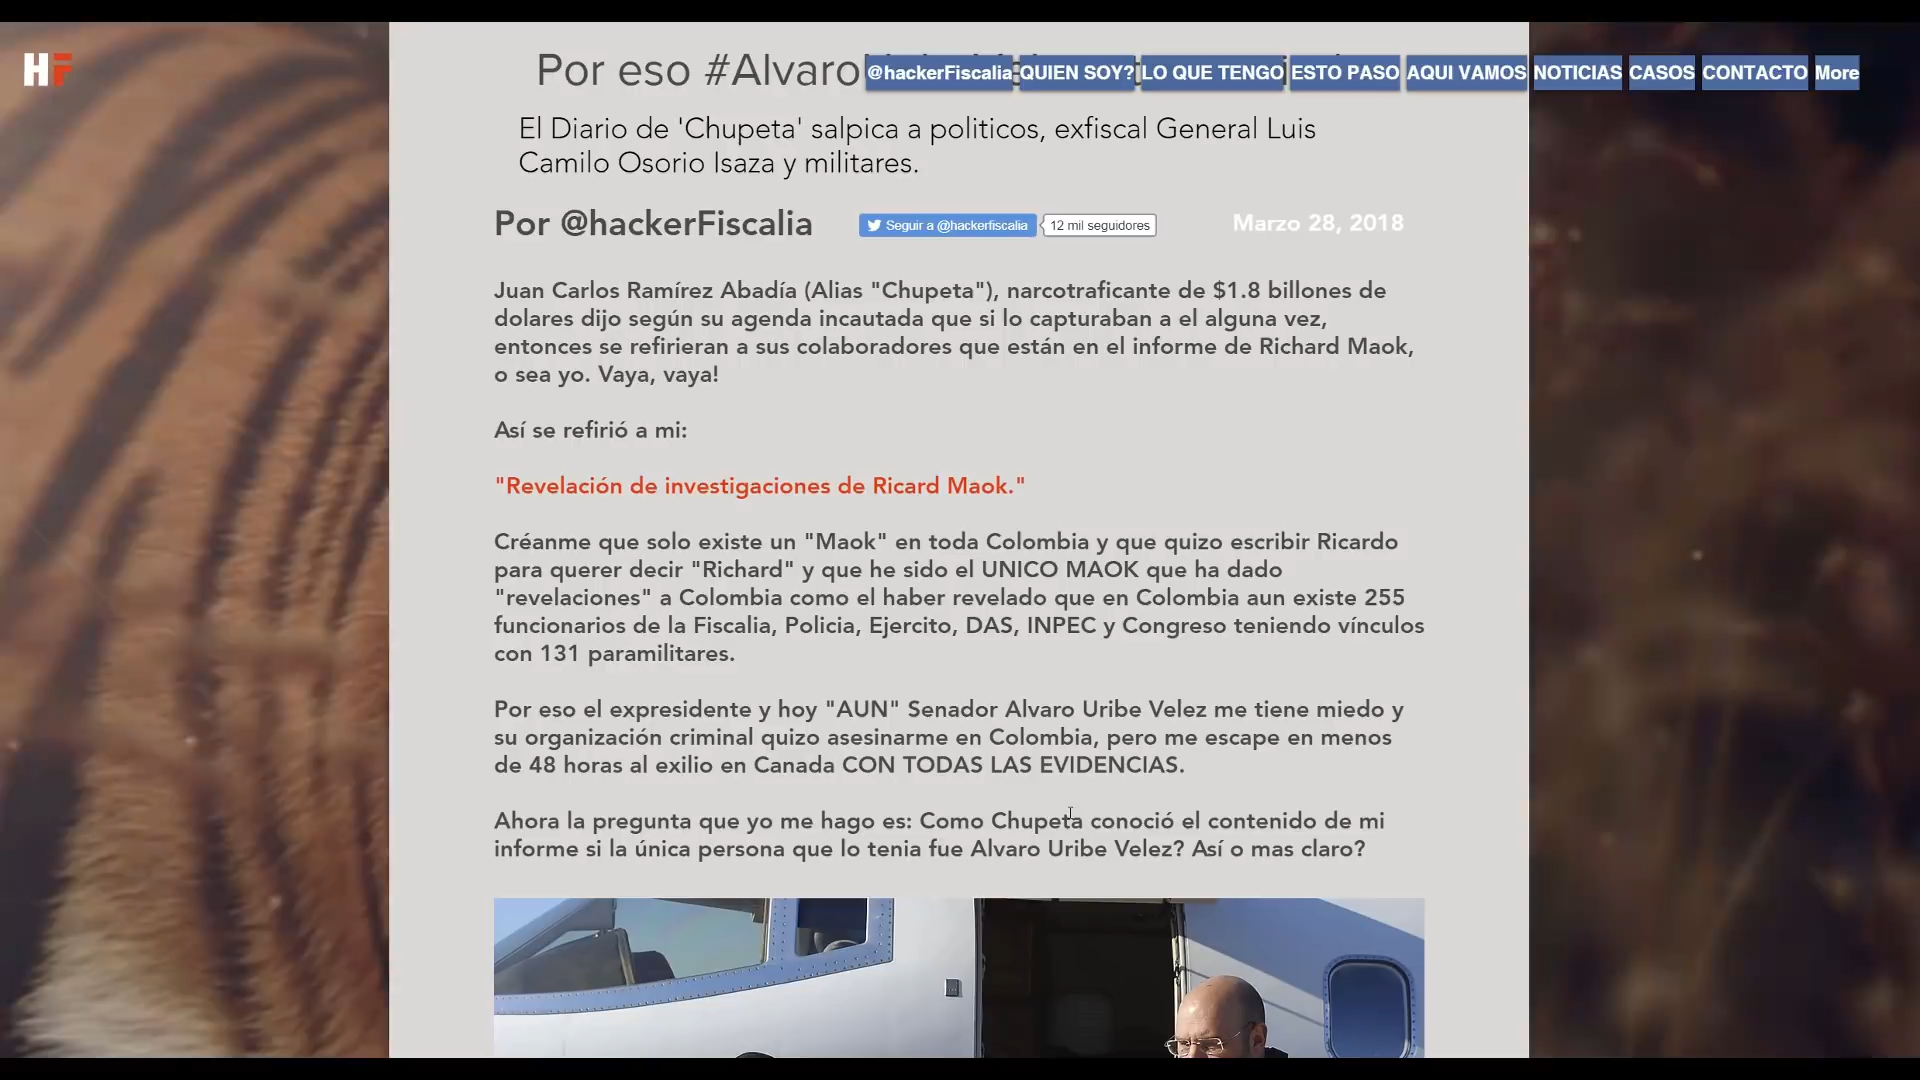 HF
Por eso #Alvaro
@hackerFiscalia QUIEN SOY? LO QUE TENGO ESTO PASO AQUI VAMOS NOTICIAS CASOS CONTACTO More
El Diario de 'Chupeta' salpica a politicos, exfiscal General Luis
Camilo Osorio Isaza y militares.
Por @hackerFiscalia Seguir a @hackerfiscalia 12 mil seguidores Marzo 28, 2018
Juan Carlos Ramírez Abadía (Alias "Chupeta"), narcotraficante de $1.8 billones de
dolares dijo según su agenda incautada que si lo capturaban a el alguna vez,
entonces se refirieran a sus colaboradores que están en el informe de Richard Maok,
o sea yo. Vaya, vaya!
Así se refirió a mi:
"Revelación de investigaciones de Ricard Maok."
Créanme que solo existe un "Maok" en toda Colombia y que quizo escribir Ricardo
para querer decir "Richard" y que he sido el UNICO MAOK que ha dado
"revelaciones" a Colombia como el haber revelado que en Colombia aun existe 255
funcionarios de la Fiscalia, Policia, Ejercito, DAS, INPEC y Congreso teniendo vínculos
con 131 paramilitares.
Por eso el expresidente y hoy "AUN" Senador Alvaro Uribe Velez me tiene miedo y
su organización criminal quizo asesinarme en Colombia, pero me escape en menos
de 48 horas al exilio en Canada CON TODAS LAS EVIDENCIAS.
Ahora la pregunta que yo me hago es: Como Chupeta conoció el contenido de mi
informe si la única persona que lo tenia fue Alvaro Uribe Velez? Así o mas claro?